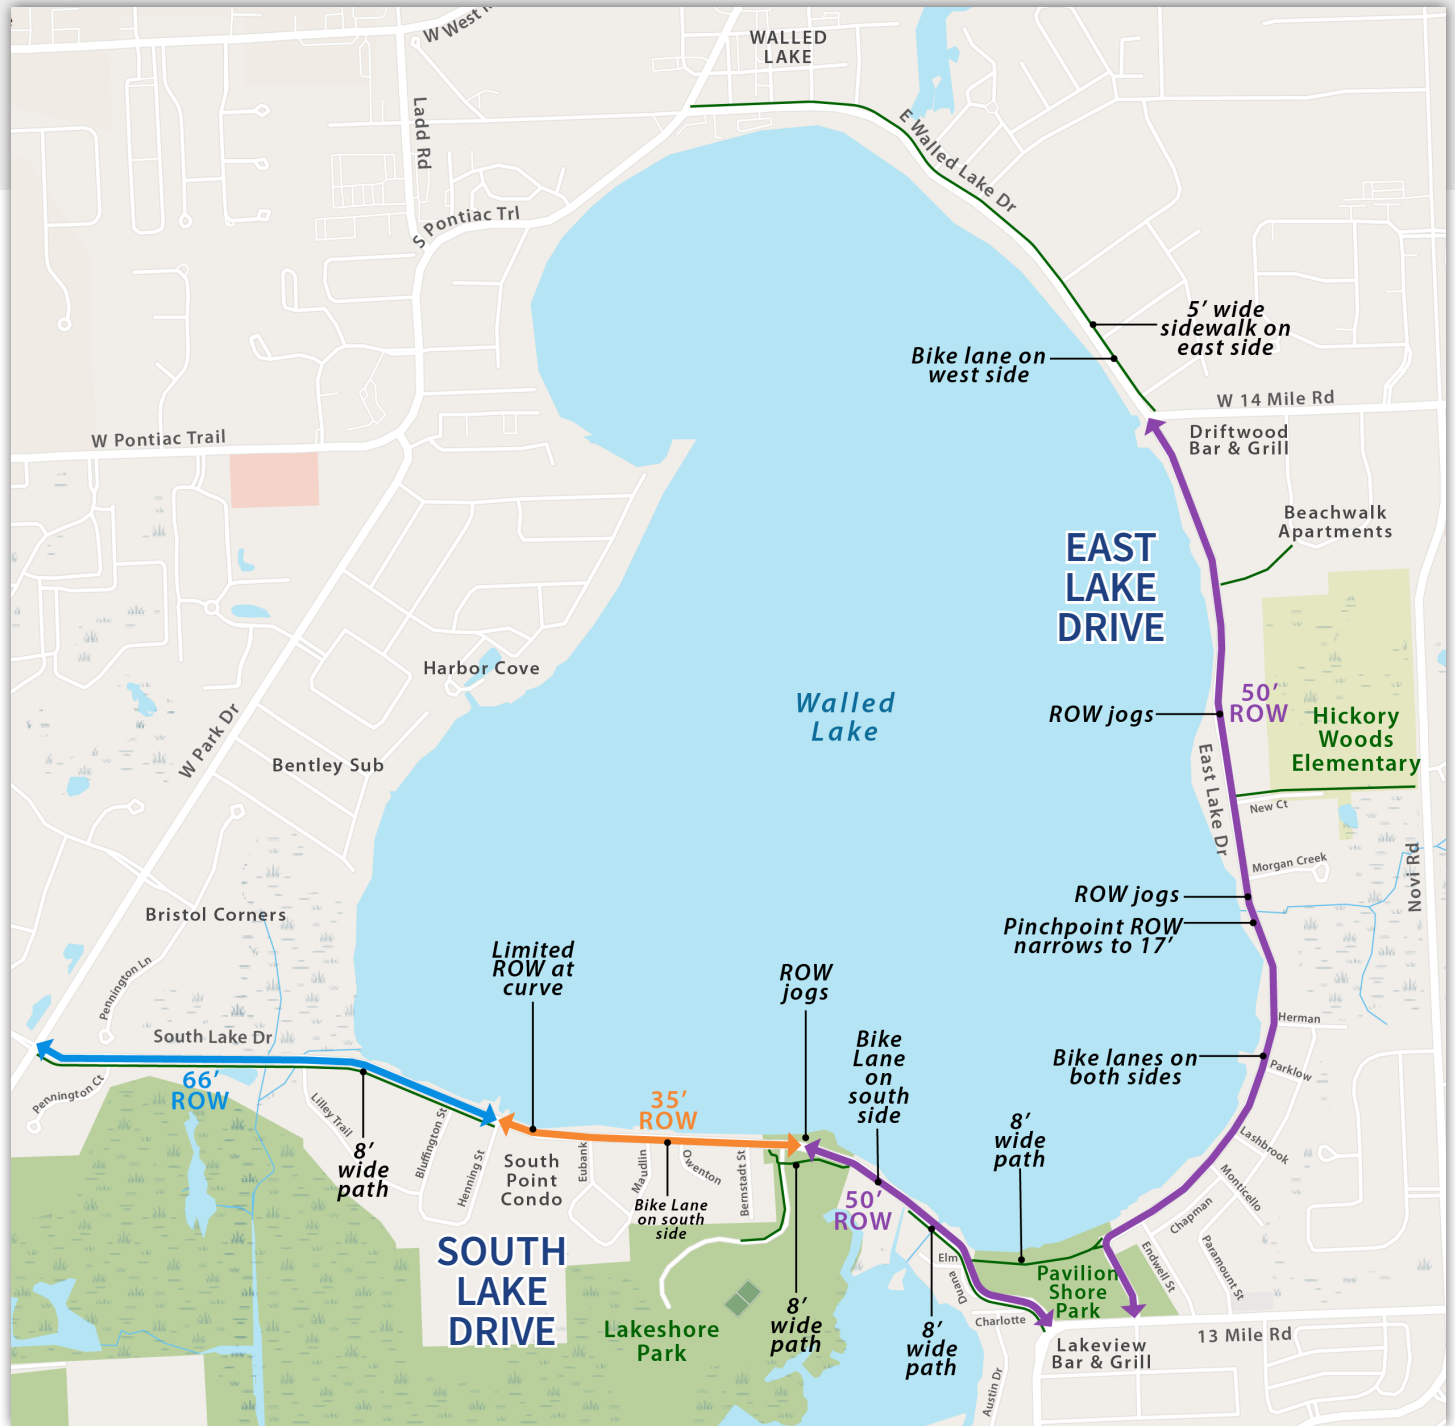 WALLED
LAKE
Ladd Rd
S Pontiac Trl
E Walled Lake Dr
5' wide
sidewalk on
east side
Bike lane on
west side
W 14 Mile Rd
Driftwood
Bar & Grill
W Pontiac Trail
Beachwalk
Apartments
EAST
LAKE
DRIVE
Harbor Cove
Walled
Lake
50'
ROW
ROW jogs
Hickory
Woods
Elementary
W Park Dr
Bentley Sub
East Lake Dr
New Ct
Morgan Creek
Novi Rd
ROW jogs
Pinchpoint ROW
narrows to 17'
Bristol Corners
Limited
ROW at
curve
ROW
jogs
Pennington Ln
South Lake Dr
Herman
Bike
Lane
on
south
side
Bike lanes on
both sides
Parklow
Pennington Ct
66'
ROW
35'
ROW
Lilley Trail
8'
wide
path
Bluffington St
Henning St
South
Point
Condo
Eubank
Maudlin
Owenton
Bernstadt St
Bike Lane
on south
side
8'
wide
path
Lashbrook
Monticello
Chapman
Endwell St
Paramount St
50'
ROW
SOUTH
LAKE
DRIVE
Elm
Duana
Pavilion
Shore
Park
Charlotte
Lakeshore
Park
8'
wide
path
8'
wide
path
13 Mile Rd
Lakeview
Bar & Grill
Austin Dr